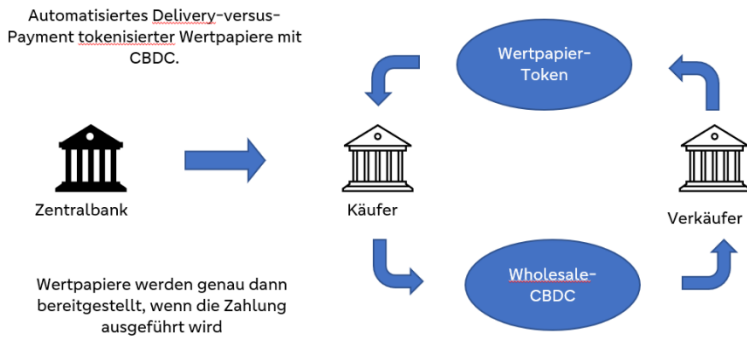 Automatisiertes Delivery-versus-
Payment tokenisierter Wertpapiere mit
CBDC.
Wertpapier-
Token
Zentralbank
Käufer
Verkäufer
Wertpapiere werden genau dann
bereitgestellt, wenn die Zahlung
ausgeführt wird
Wholesale-
CBDC